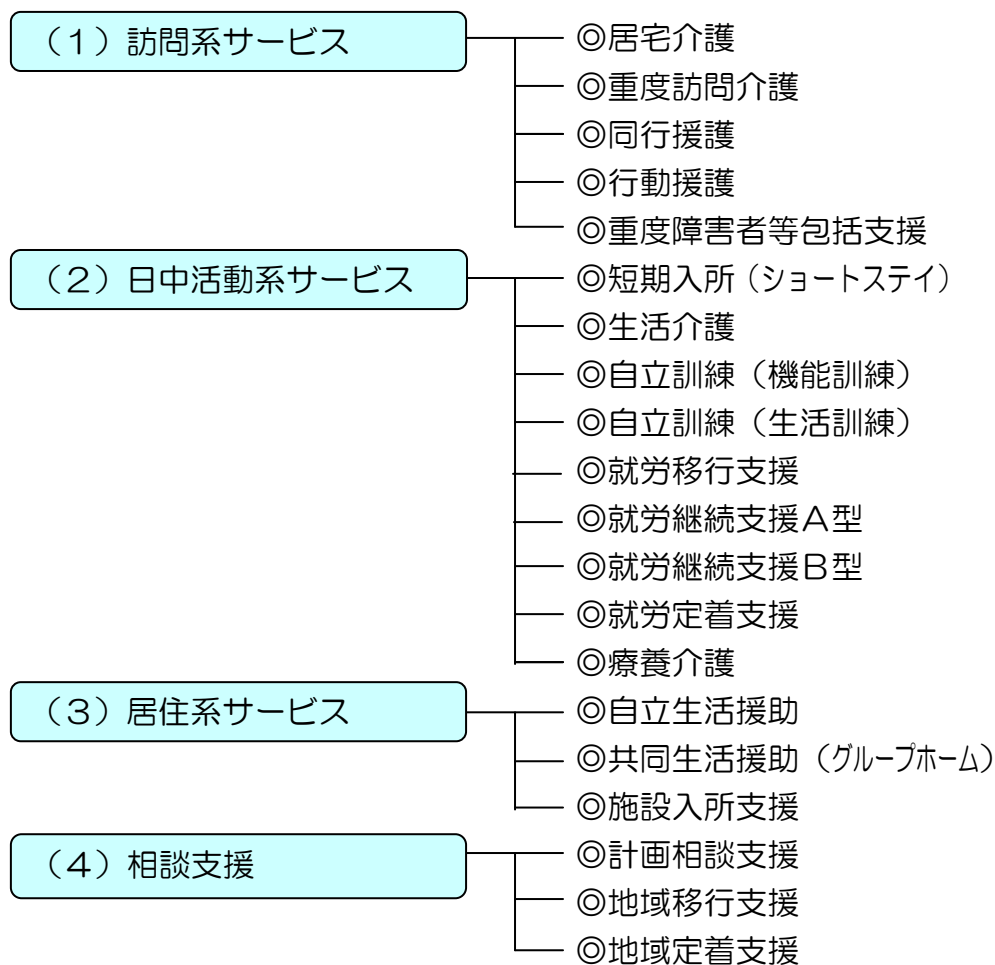 （１）訪問系サービス
◎居宅介護
◎重度訪問介護
◎同行援護
◎行動援護
◎重度障害者等包括支援
（２）日中活動系サービス
◎短期入所（ショートステイ）
◎生活介護
◎自立訓練（機能訓練）
◎自立訓練（生活訓練）
◎就労移行支援
◎就労継続支援Ａ型
◎就労継続支援Ｂ型
◎就労定着支援
◎療養介護
（３）居住系サービス
◎自立生活援助
◎共同生活援助（グループホーム）
◎施設入所支援
（４）相談支援
◎計画相談支援
◎地域移行支援
◎地域定着支援